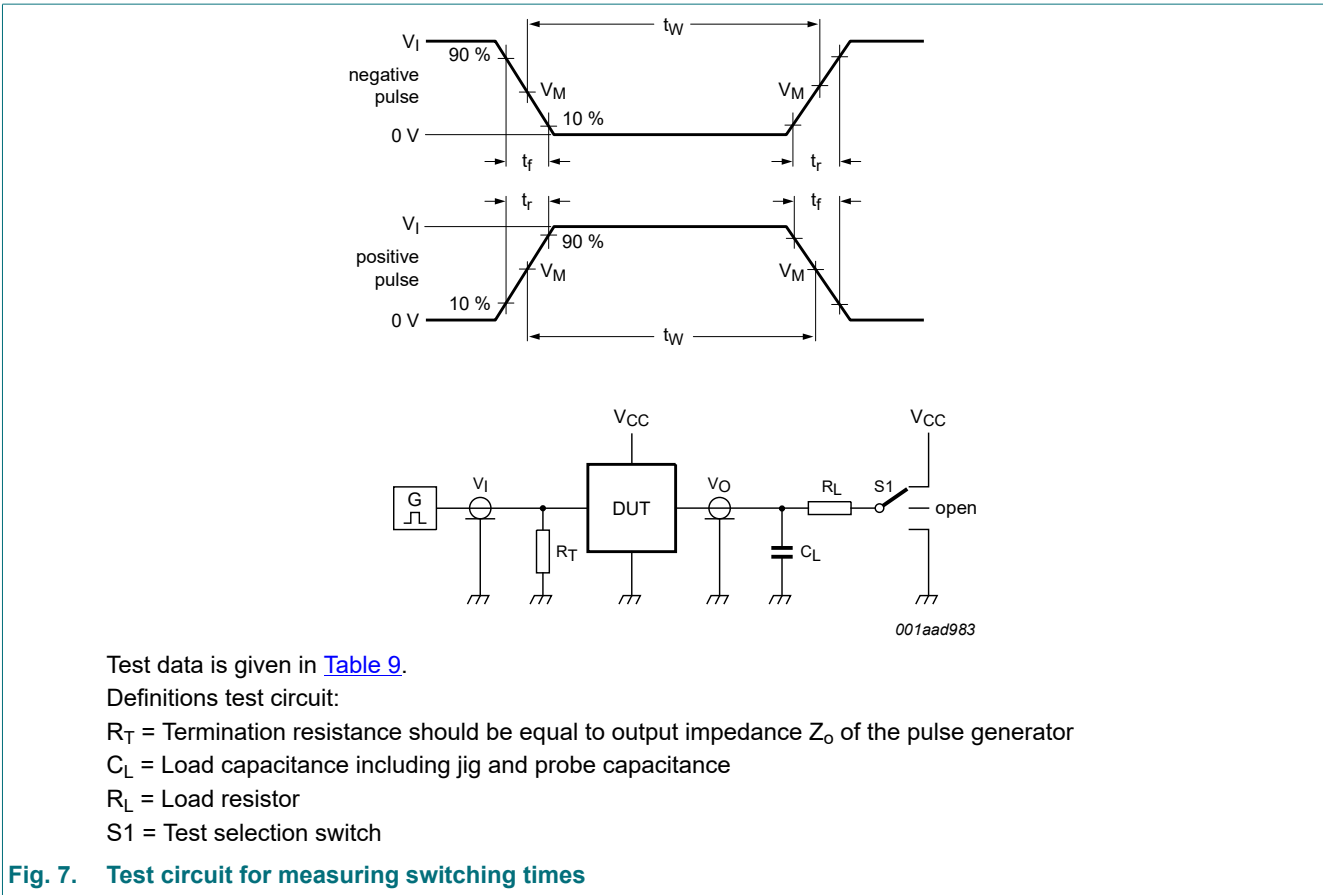 tW
VI
90 %
negative
pulse
VM
VM
10 %
0 V
tf
tr
tr
tf
VI
90 %
positive
pulse
VM
VM
10 %
0 V
tW
VCC
VCC
G
VI
DUT
VO
RL
S1
open
RT
CL
001aad983
Test data is given in Table 9.
Definitions test circuit:
RT = Termination resistance should be equal to output impedance Zo of the pulse generator
CL = Load capacitance including jig and probe capacitance
RL = Load resistor
S1 = Test selection switch
Fig. 7. Test circuit for measuring switching times